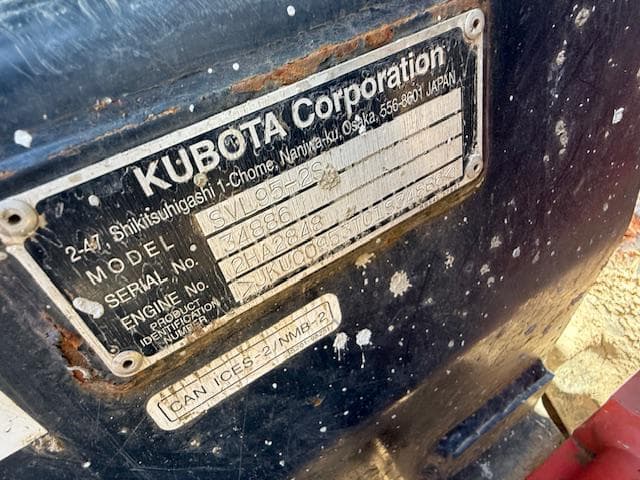 KUBOTA Corporation
2-47, Shikitsuhigashi 1-Chome, Naniwa-ku, Osaka, 556-8601 JAPAN
MODEL SVL95-2S
SERIAL No. 34886
ENGINE No. 2HA2848
PRODUCT
IDENTIFICATION
NUMBER
CAN ICES-2/NMB-2